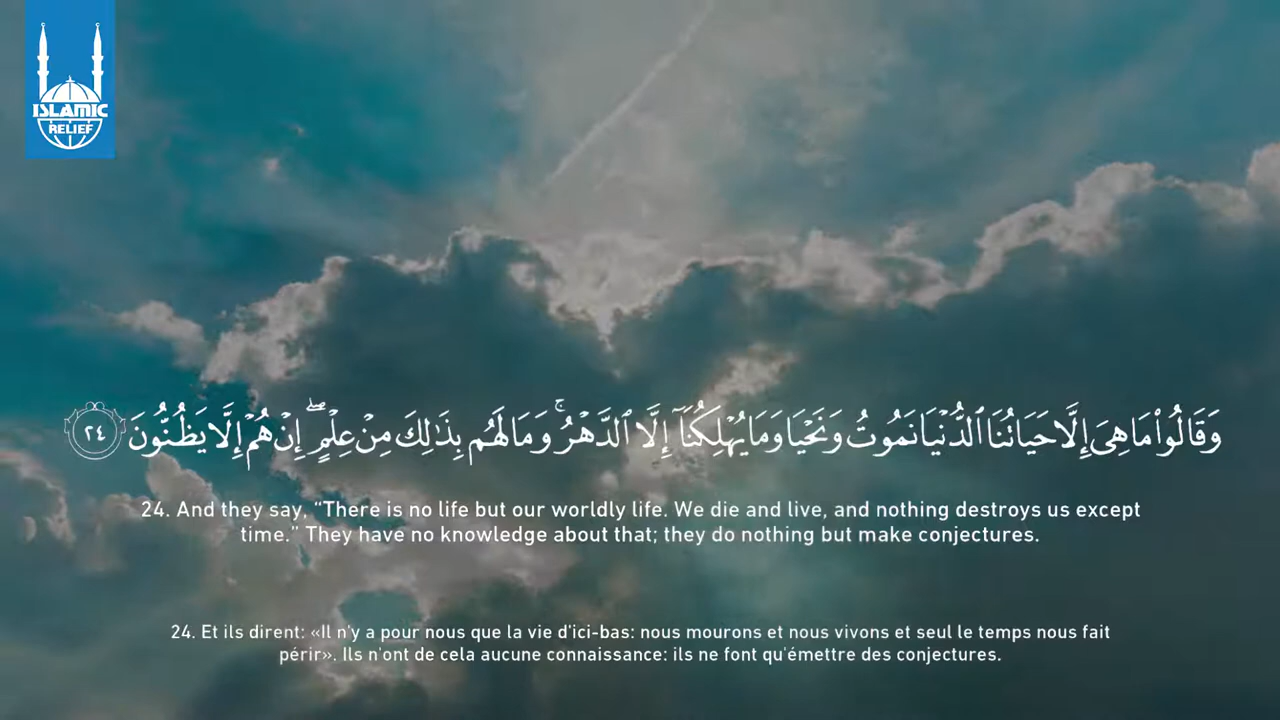 ISLAMIC
RELIEF
وَقَالُوا۟ مَا هِىَ إِلَّا حَيَاتُنَا ٱلدُّنْيَا نَمُوتُ وَنَحْيَا وَمَا يُهْلِكُنَآ إِلَّا ٱلدَّهْرُ ۚ وَمَا لَهُم بِذَٰلِكَ مِنْ عِلْمٍ ۖ إِنْ هُمْ إِلَّا يَظُنُّونَ ٢٤
24. And they say, “There is no life but our worldly life. We die and live, and nothing destroys us except
time.” They have no knowledge about that; they do nothing but make conjectures.
24. Et ils dirent: «Il n'y a pour nous que la vie d'ici-bas: nous mourons et nous vivons et seul le temps nous fait
périr». Ils n'ont de cela aucune connaissance: ils ne font qu'émettre des conjectures.